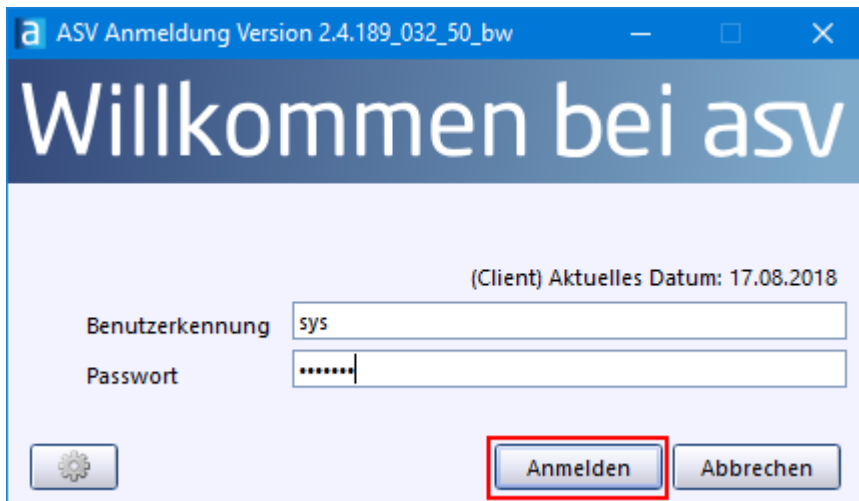 ASV Anmeldung Version 2.4.189_032_50_bw
Willkommen bei asv
(Client) Aktuelles Datum: 17.08.2018
Benutzerkennung sys
Passwort •••••••
Anmelden Abbrechen